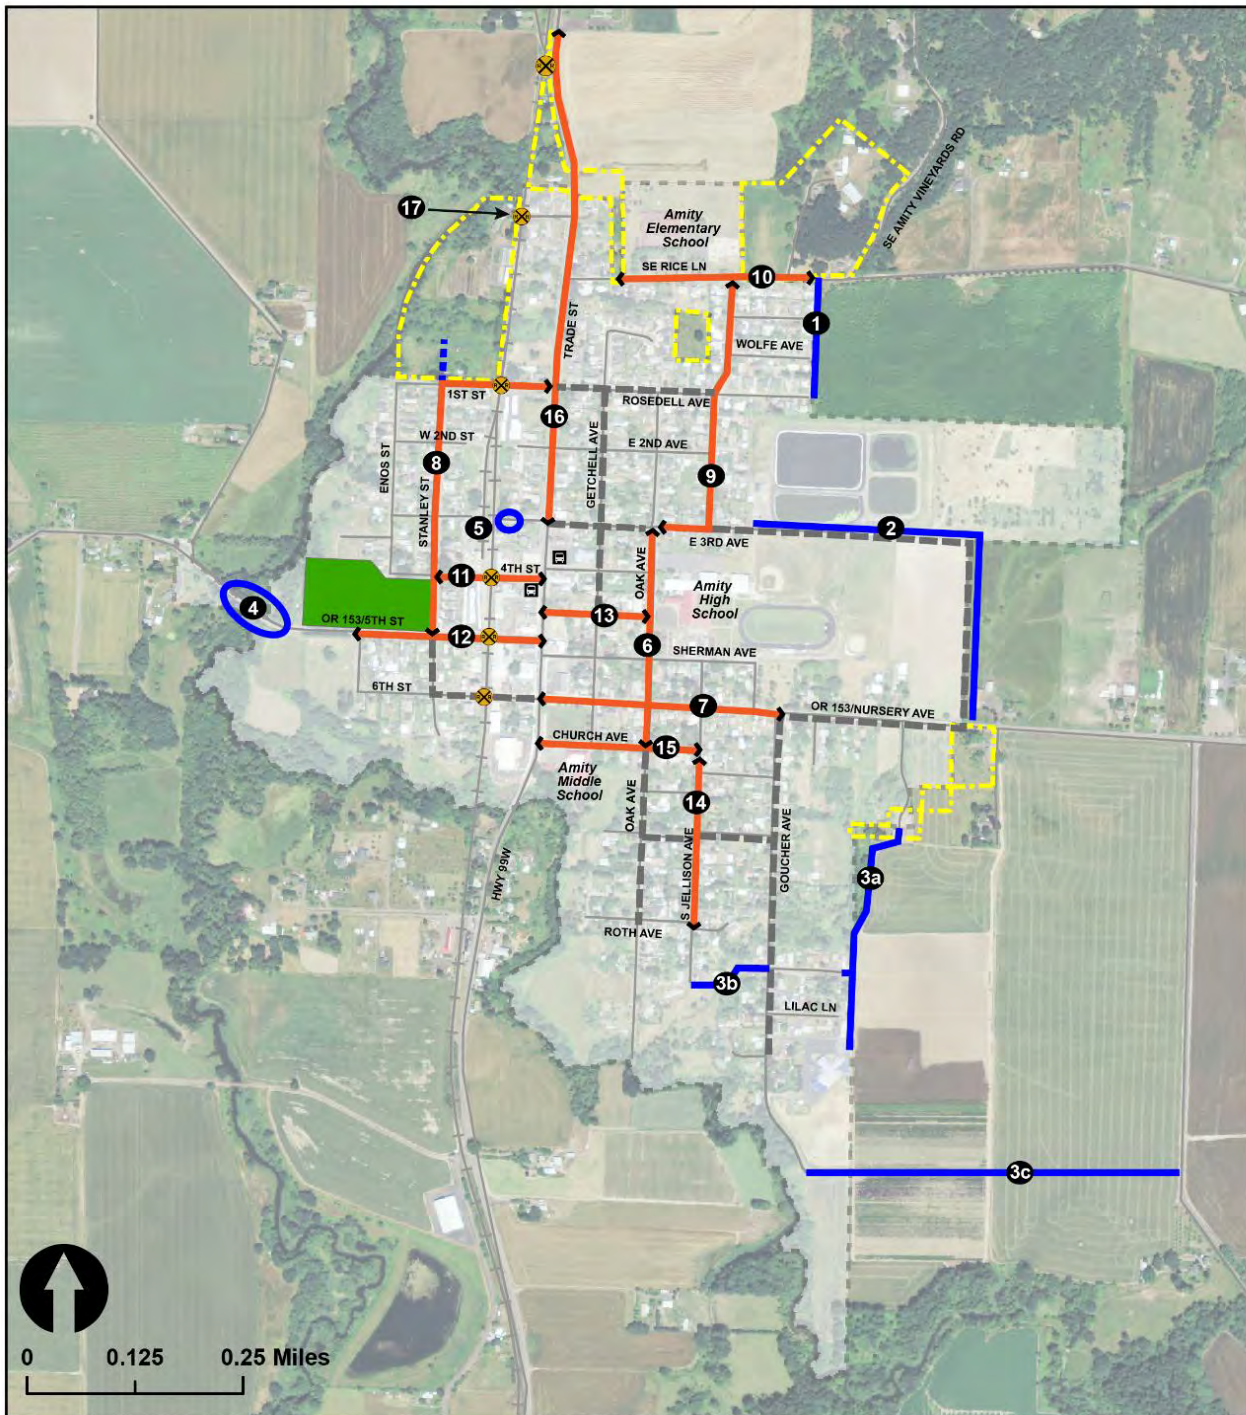 SE AMITY VINEYARDS RD
17
Amity
Elementary
School
SE RICE LN
10
1
TRADE ST
WOLFE AVE
1ST ST
ROSEDELL AVE
16
W 2ND ST
E 2ND AVE
ENOS ST
8
GETCHELL AVE
9
STANLEY ST
5
2
E 3RD AVE
11
4TH ST
OAK AVE
Amity
High
School
4
OR 153/5TH ST
13
12
6
SHERMAN AVE
6TH ST
7
OR 153/NURSERY AVE
CHURCH AVE
15
Amity
Middle
School
14
OAK AVE
GOUCHER AVE
HWY 99W
S JELLISON AVE
3a
ROTH AVE
3b
LILAC LN
3c
0
0.125
0.25 Miles